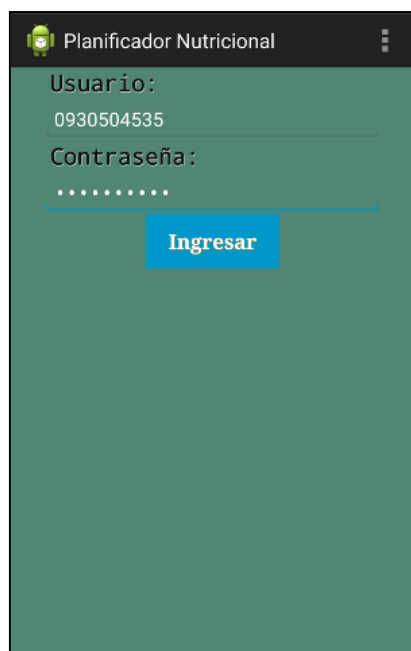 Planificador Nutricional
Usuario:
0930504535
Contraseña:
··········
Ingresar